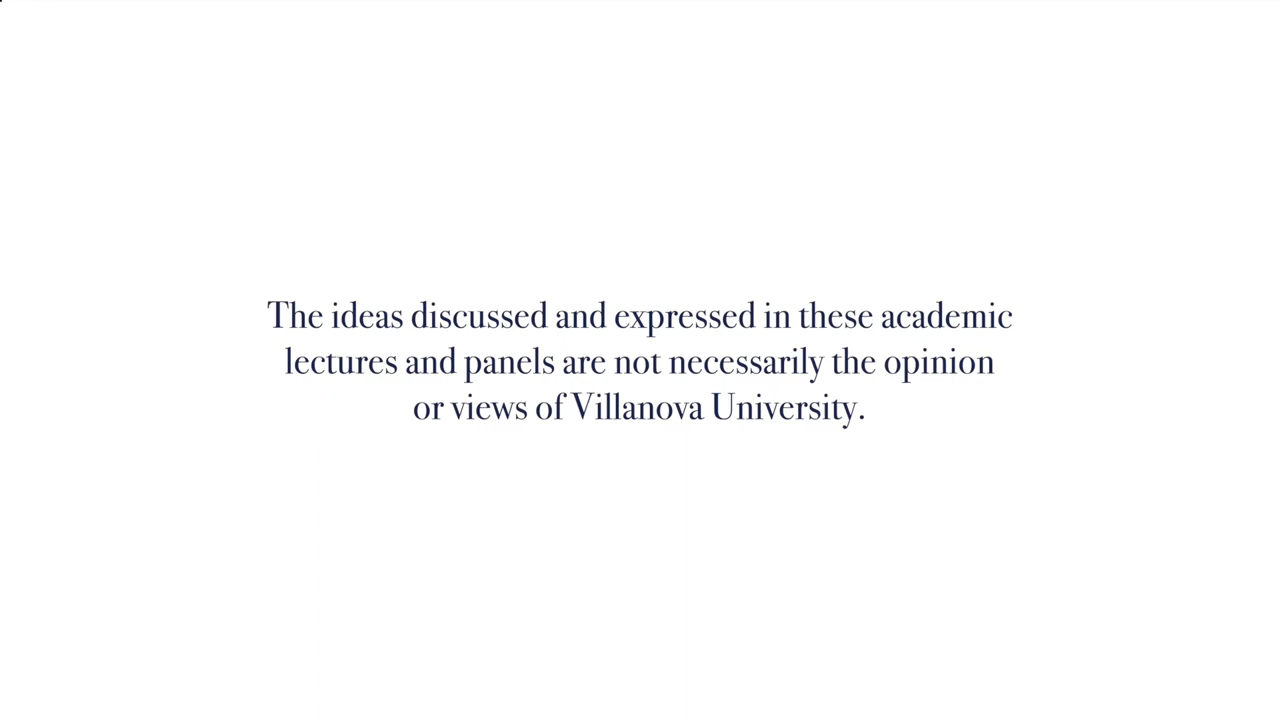 The ideas discussed and expressed in these academic
lectures and panels are not necessarily the opinion
or views of Villanova University.